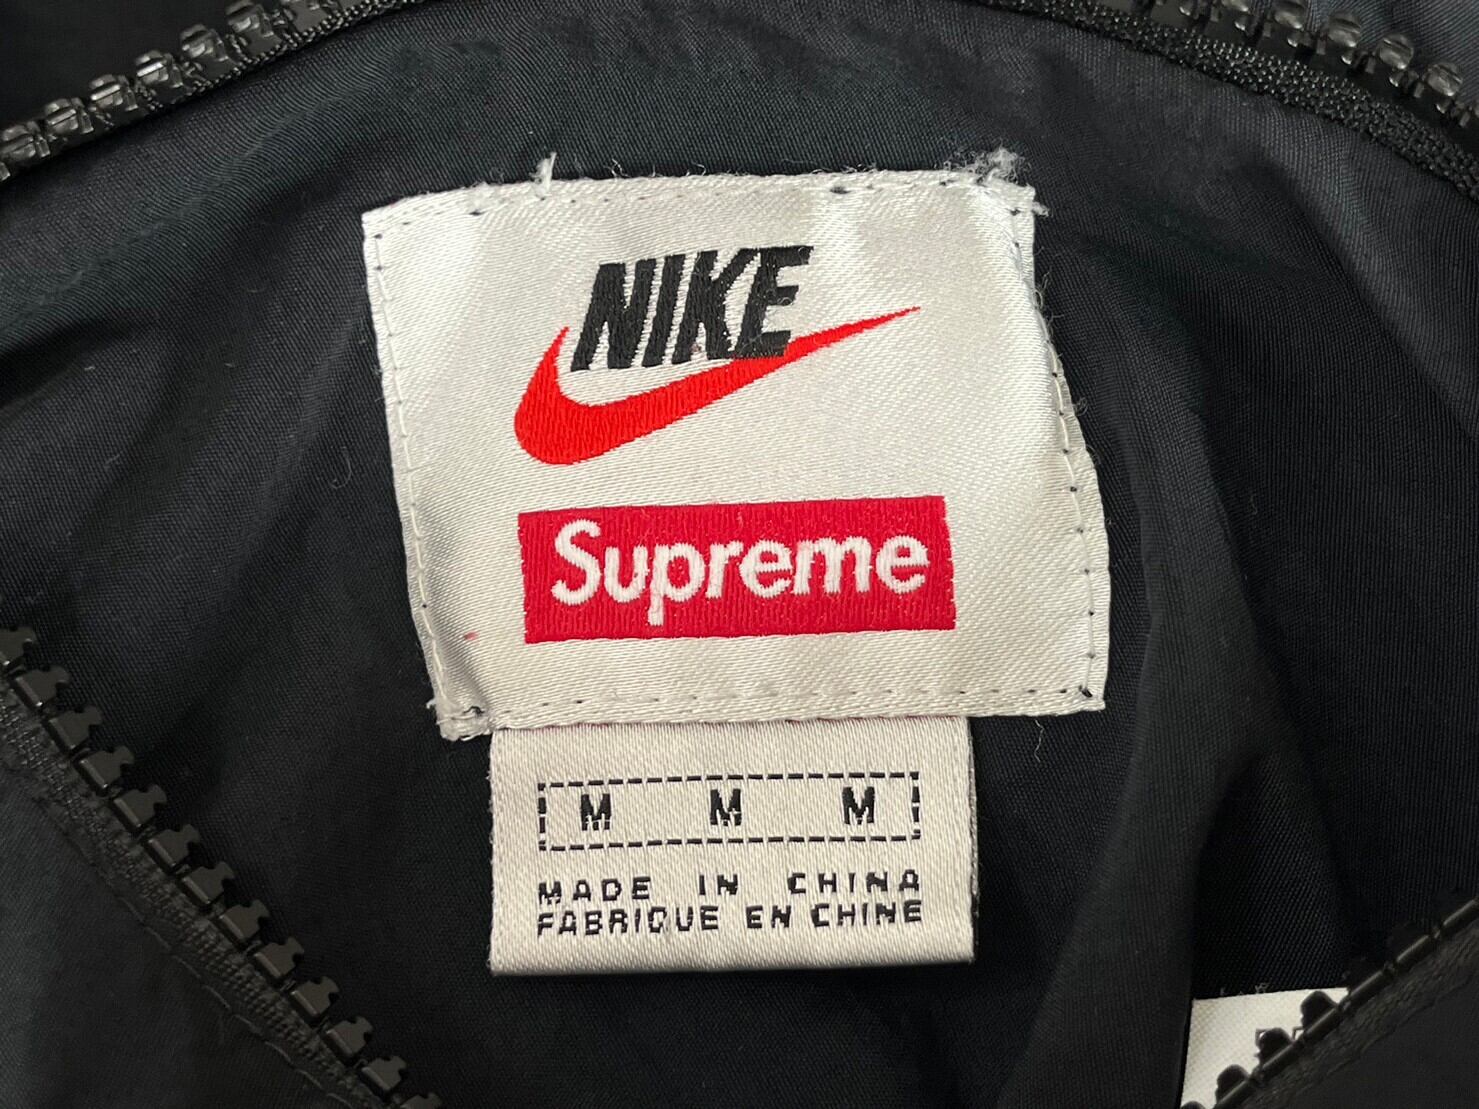 NIKE
Supreme
M M M
MADE IN CHINA
FABRIQUE EN CHINE